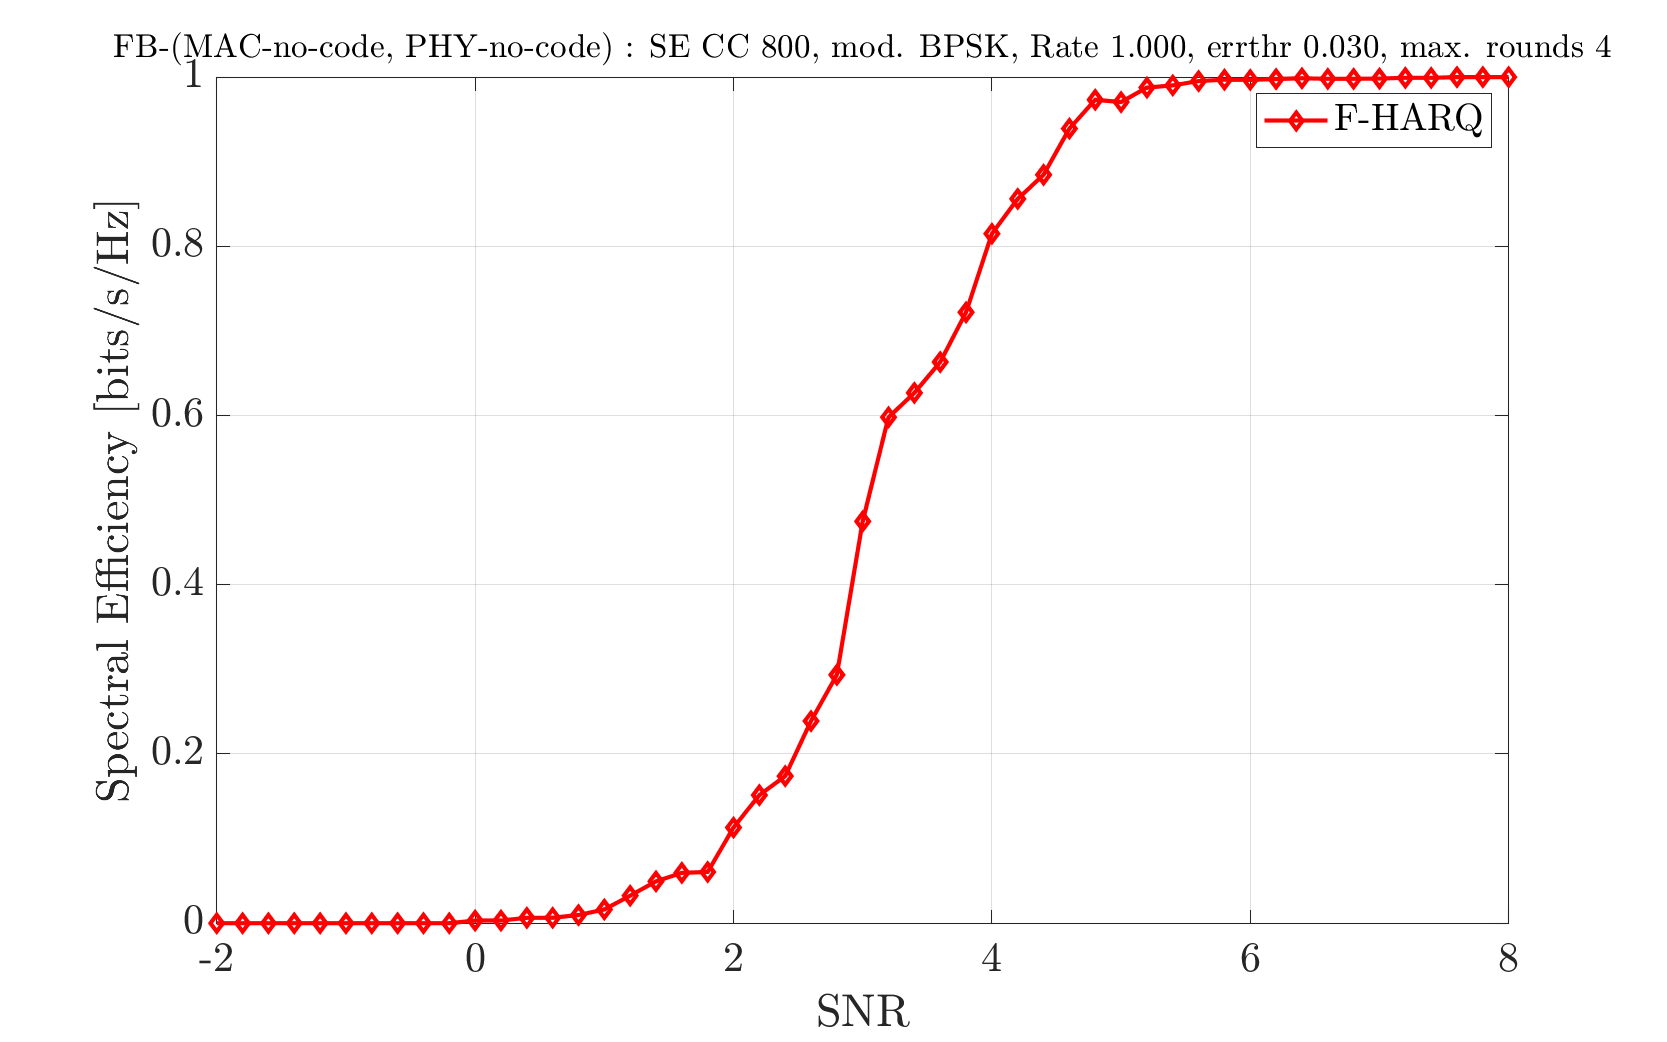 FB-(MAC-no-code, PHY-no-code) : SE CC 800, mod. BPSK, Rate 1.000, errthr 0.030, max. rounds 4
1
0.8
0.6
0.4
0.2
0
Spectral Efficiency [bits/s/Hz]
F-HARQ
-2 0 2 4 6 8
SNR